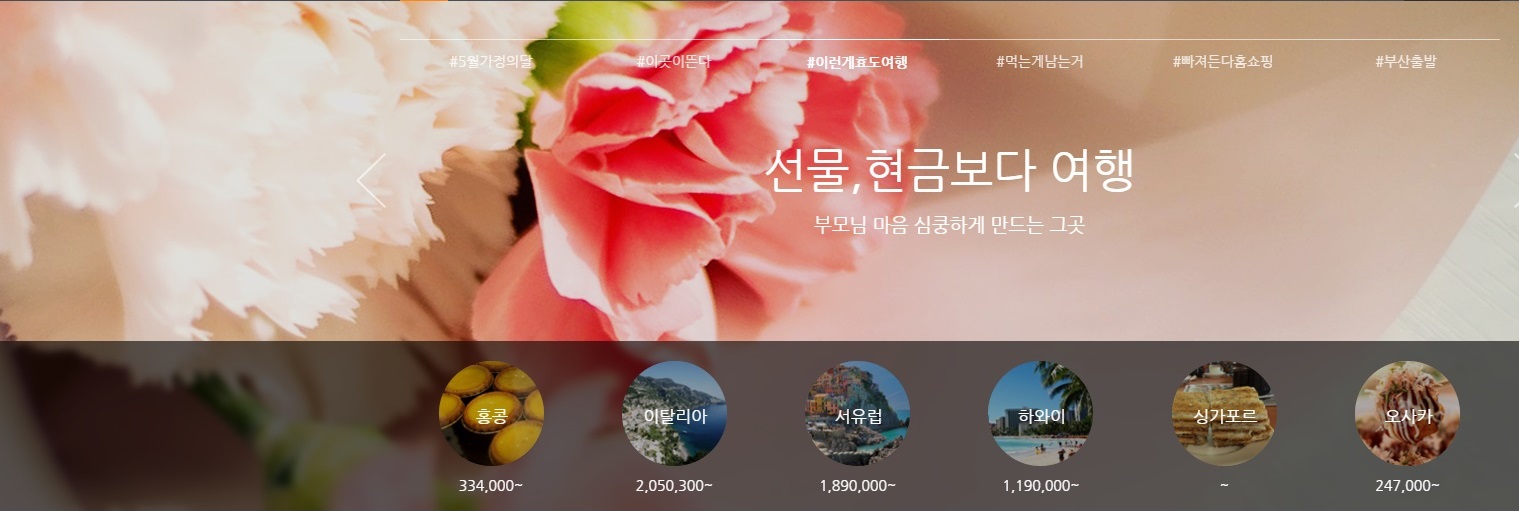 #5월가정의달 #이곳이뜬다 #이런게효도여행 #먹는게남는거 #빠져든다홈쇼핑 #부산출발
선물,현금보다 여행
부모님 마음 심쿵하게 만드는 그곳
홍콩 이탈리아 서유럽 하와이 싱가포르 오사카
334,000~ 2,050,300~ 1,890,000~ 1,190,000~ ~ 247,000~